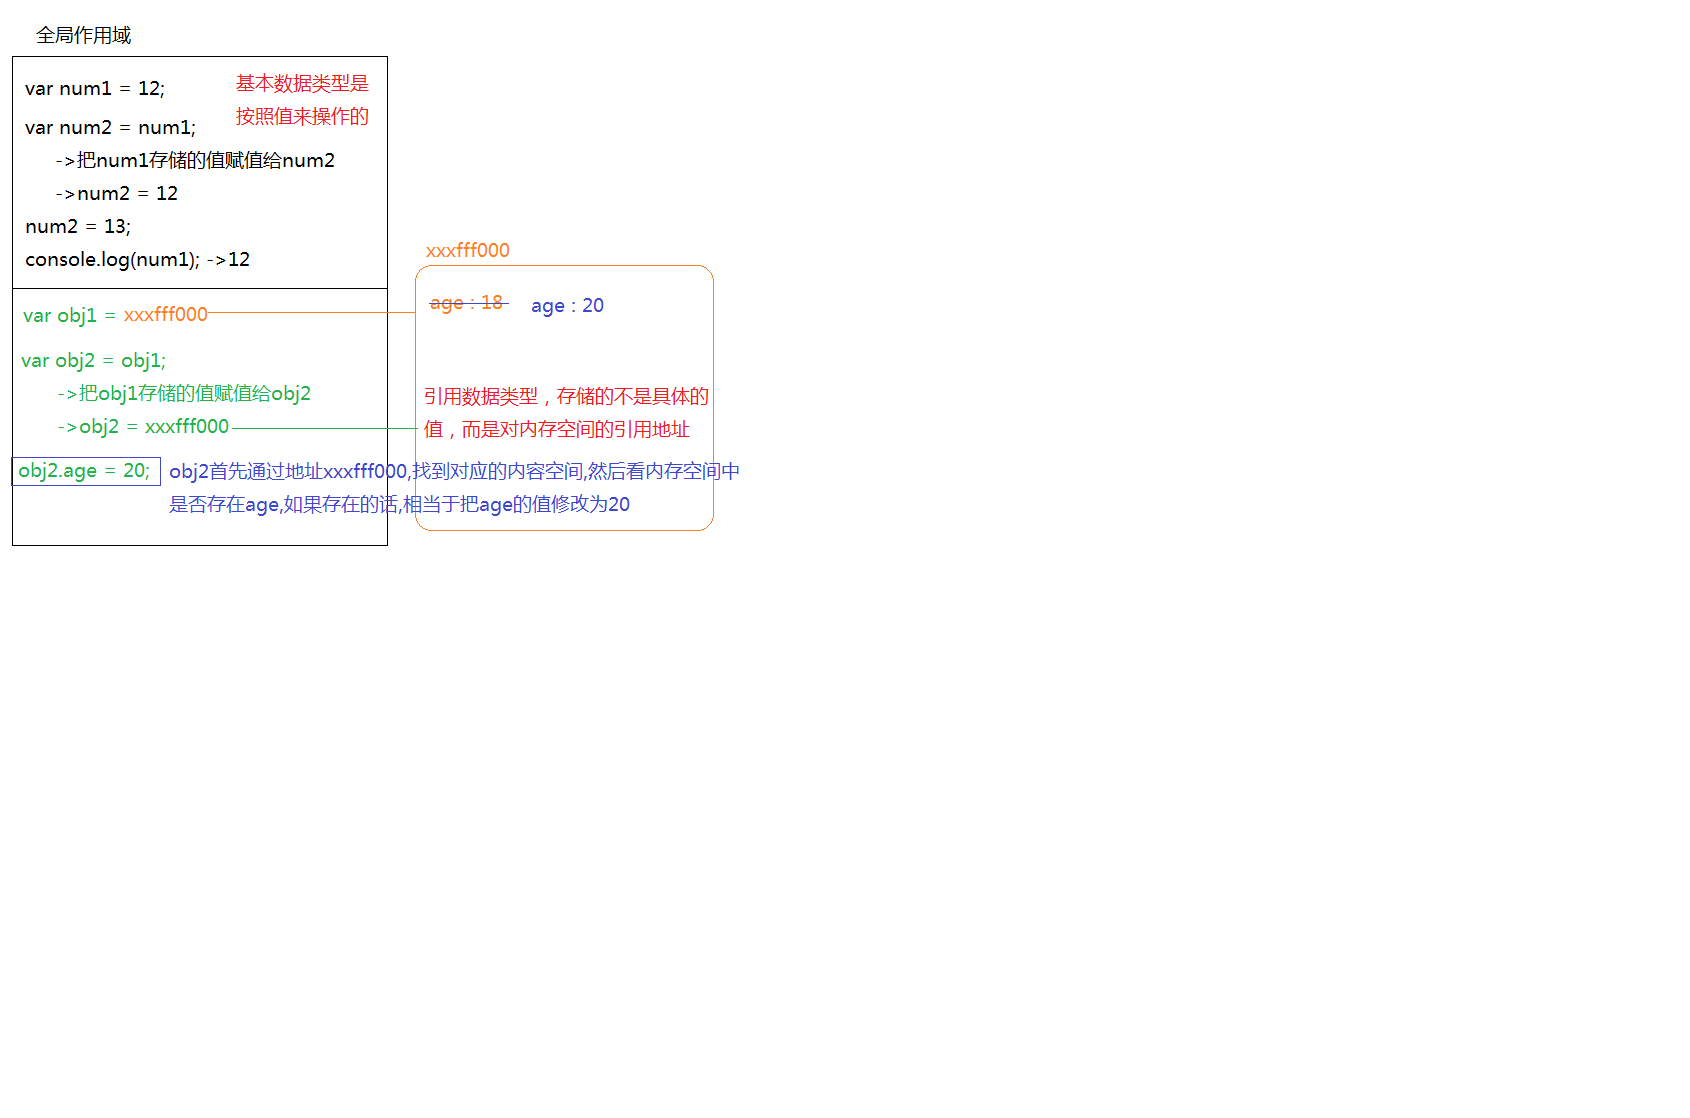 全局作用域
var num1 = 12;
基本数据类型是
按照值来操作的
var num2 = num1;
->把num1存储的值赋值给num2
->num2 = 12
num2 = 13;
console.log(num1); ->12
var obj1 = xxxfff000
var obj2 = obj1;
->把obj1存储的值赋值给obj2
->obj2 = xxxfff000
obj2.age = 20;
obj2首先通过地址xxxfff000,找到对应的内容空间,然后看内存空间中
是否存在age,如果存在的话,相当于把age的值修改为20
xxxfff000
age : 18
age : 20
引用数据类型，存储的不是具体的
值，而是对内存空间的引用地址